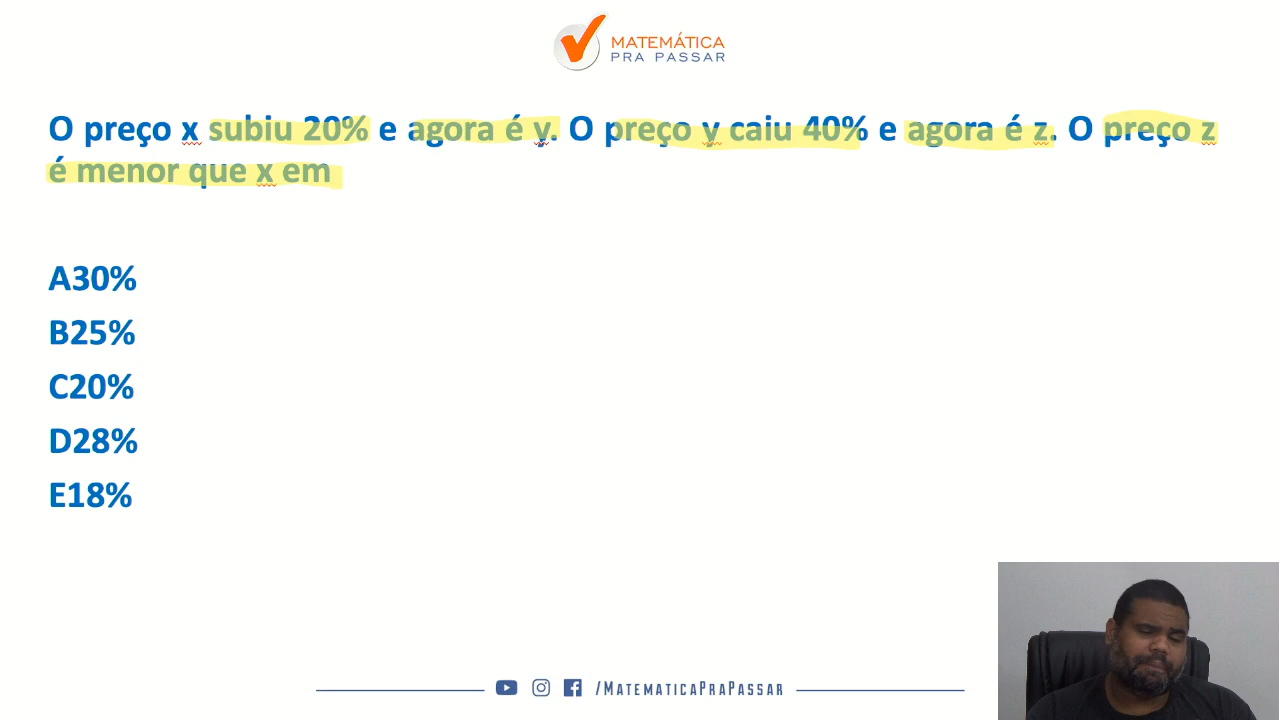 MATEMÁTICA
PRA PASSAR
O preço x subiu 20% e agora é y. O preço y caiu 40% e agora é z. O preço z
é menor que x em
A30%
B25%
C20%
D28%
E18%
/MATEMATICAPRAPASSAR